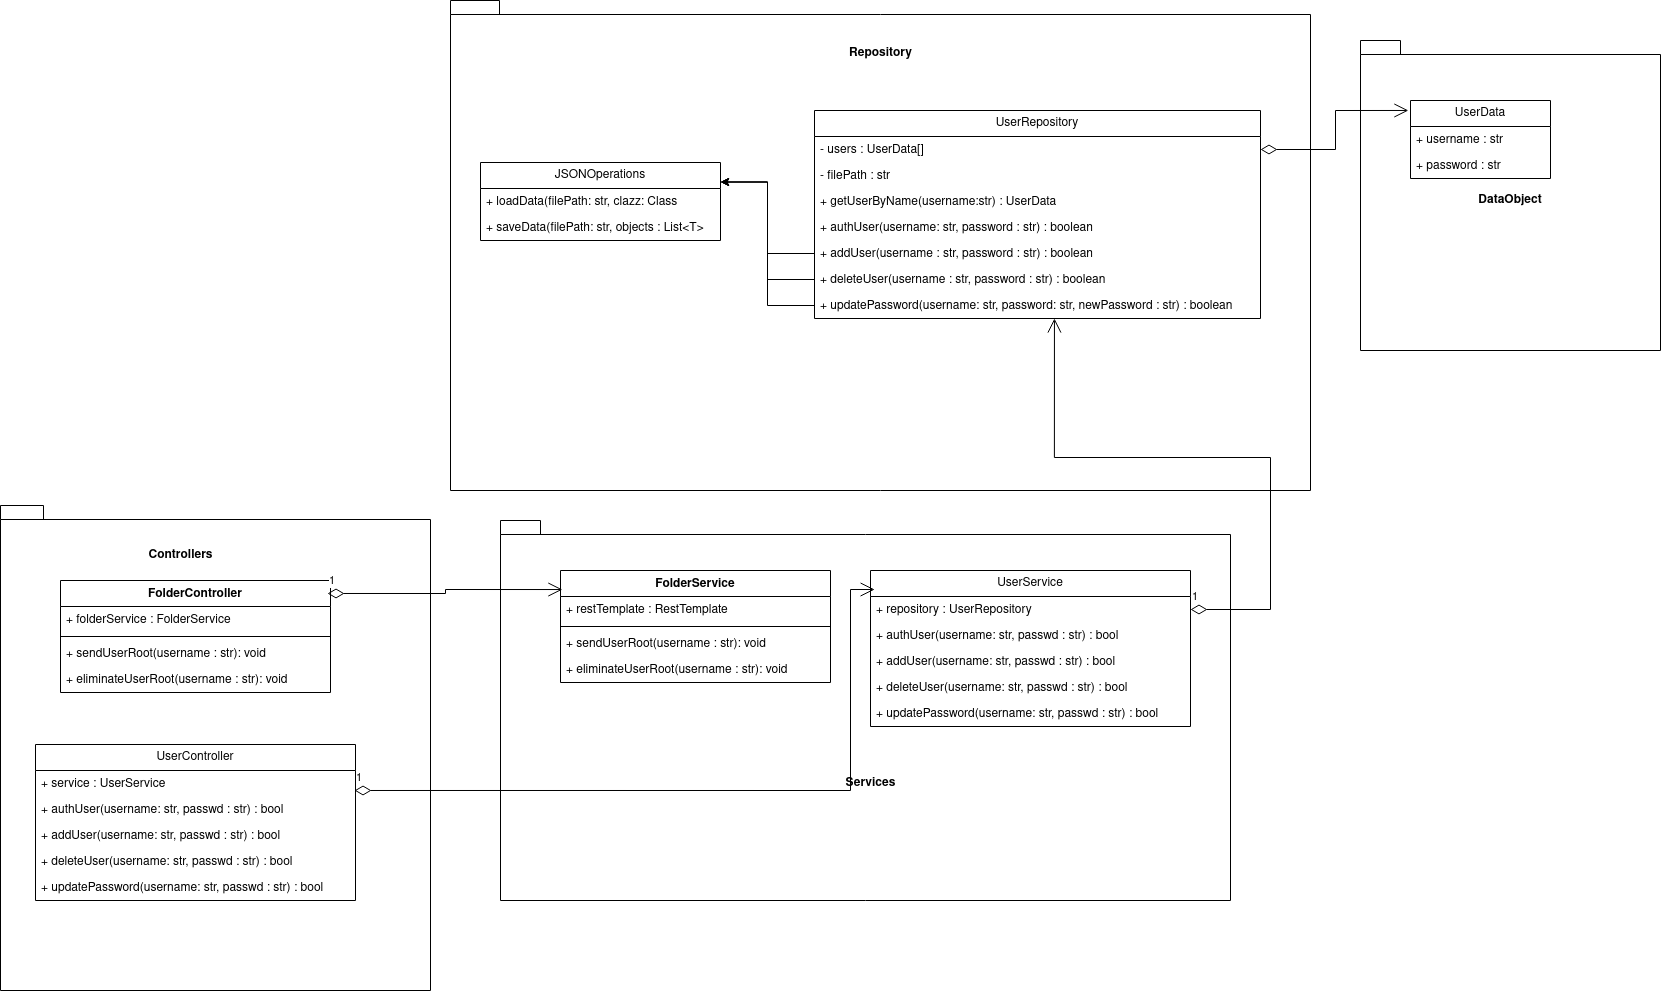 Repository
UserRepository
- users : UserData[]
- filePath : str
+ getUserByName(username:str) : UserData
+ authUser(username: str, password : str) : boolean
+ addUser(username : str, password : str) : boolean
+ deleteUser(username : str, password : str) : boolean
+ updatePassword(username: str, password: str, newPassword : str) : boolean
JSONOperations
+ loadData(filePath: str, clazz: Class
+ saveData(filePath: str, objects : List<T>
UserData
+ username : str
+ password : str
DataObject
Controllers
1
FolderController
+ folderService : FolderService
+ sendUserRoot(username : str): void
+ eliminateUserRoot(username : str): void
UserController
1
+ service : UserService
+ authUser(username: str, passwd : str) : bool
+ addUser(username: str, passwd : str) : bool
+ deleteUser(username: str, passwd : str) : bool
+ updatePassword(username: str, passwd : str) : bool
FolderService
+ restTemplate : RestTemplate
+ sendUserRoot(username : str): void
+ eliminateUserRoot(username : str): void
UserService
1
+ repository : UserRepository
+ authUser(username: str, passwd : str) : bool
+ addUser(username: str, passwd : str) : bool
+ deleteUser(username: str, passwd : str) : bool
+ updatePassword(username: str, passwd : str) : bool
Services